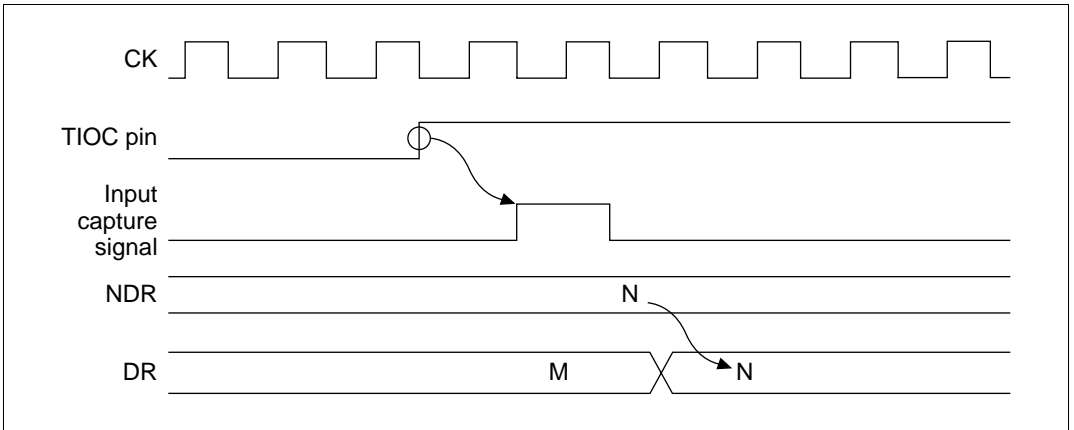 CK
TIOC pin
Input
capture
signal
NDR
N
DR
M
N